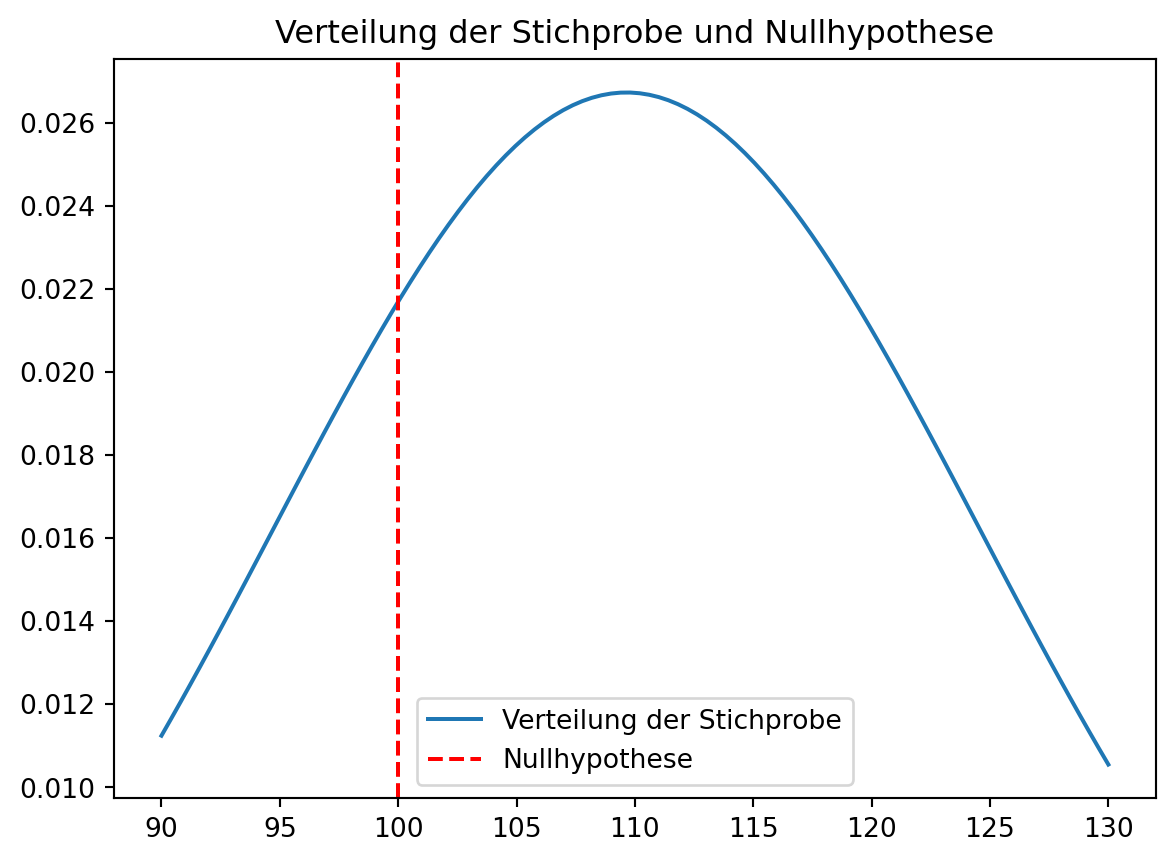 Verteilung der Stichprobe und Nullhypothese
0.026
0.024
0.022
0.020
0.018
0.016
0.014
0.012
0.010
Verteilung der Stichprobe
Nullhypothese
90 95 100 105 110 115 120 125 130